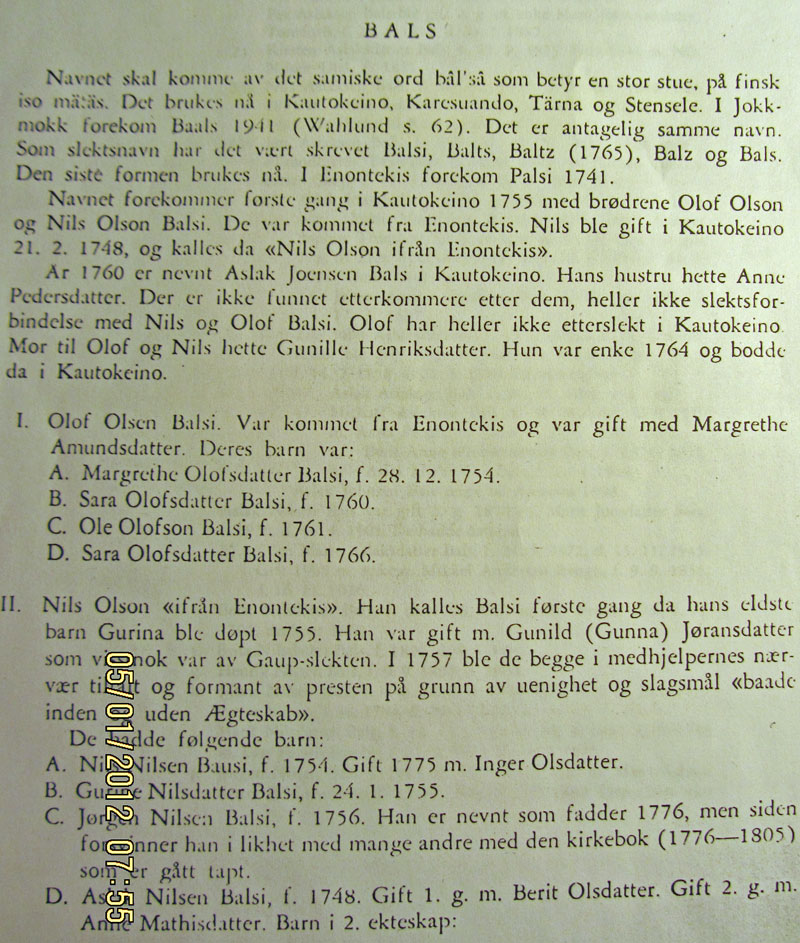 BALS
Navnet skal komme av det samiske ord bål'så som betyr en stor stue, på finsk
iso mätäs. Det brukes nå i Kautokeino, Karesuando, Tärna og Stensele. I Jokk-
mokk forekom Baals 1941 (Wahlund s. 62). Det er antagelig samme navn.
Som slektsnavn har det vært skrevet Balsi, Balts, Baltz (1765), Balz og Bals.
Den siste formen brukes nå. I Enontekis forekom Palsi 1741.
Navnet forekommer første gang i Kautokeino 1755 med brødrene Olof Olson
og Nils Olson Balsi. De var kommet fra Enontekis. Nils ble gift i Kautokeino
21. 2. 1748, og kalles da «Nils Olson ifrån Enontekis».
År 1760 er nevnt Aslak Joensen Bals i Kautokeino. Hans hustru hette Anne
Pedersdatter. Der er ikke funnet etterkommere etter dem, heller ikke slektsfor-
bindelse med Nils og Olof Balsi. Olof har heller ikke etterslekt i Kautokeino.
Mor til Olof og Nils hette Gunille Henriksdatter. Hun var enke 1764 og bodde
da i Kautokeino.
I. Olof Olsen Balsi. Var kommet fra Enontekis og var gift med Margrethe
Amundsdatter. Deres barn var:
A. Margrethe Olofsdatter Balsi, f. 28. 12. 1754.
B. Sara Olofsdatter Balsi, f. 1760.
C. Ole Olofson Balsi, f. 1761.
D. Sara Olofsdatter Balsi, f. 1766.
II. Nils Olson «ifrån Enontekis». Han kalles Balsi første gang da hans eldste
barn Gurina ble døpt 1755. Han var gift m. Gunild (Gunna) Jøransdatter
som nok var av Gaup-slekten. I 1757 ble de begge i medhjelpernes nær-
vær og formant av presten på grunn av uenighet og slagsmål «baade
inden uden Ægteskab».
De hadde følgende barn:
A. Nils Nilsen Bausi, f. 1754. Gift 1775 m. Inger Olsdatter.
B. Gurine Nilsdatter Balsi, f. 24. 1. 1755.
C. Jørgen Nilsen Balsi, f. 1756. Han er nevnt som fadder 1776, men siden
forsvinner han i likhet med mange andre med den kirkebok (1776—1805)
som er gått tapt.
D. Nilsen Balsi, f. 1748. Gift 1. g. m. Berit Olsdatter. Gift 2. g. m.
Anne Mathisdatter. Barn i 2. ekteskap:
05/01/2012 07:55